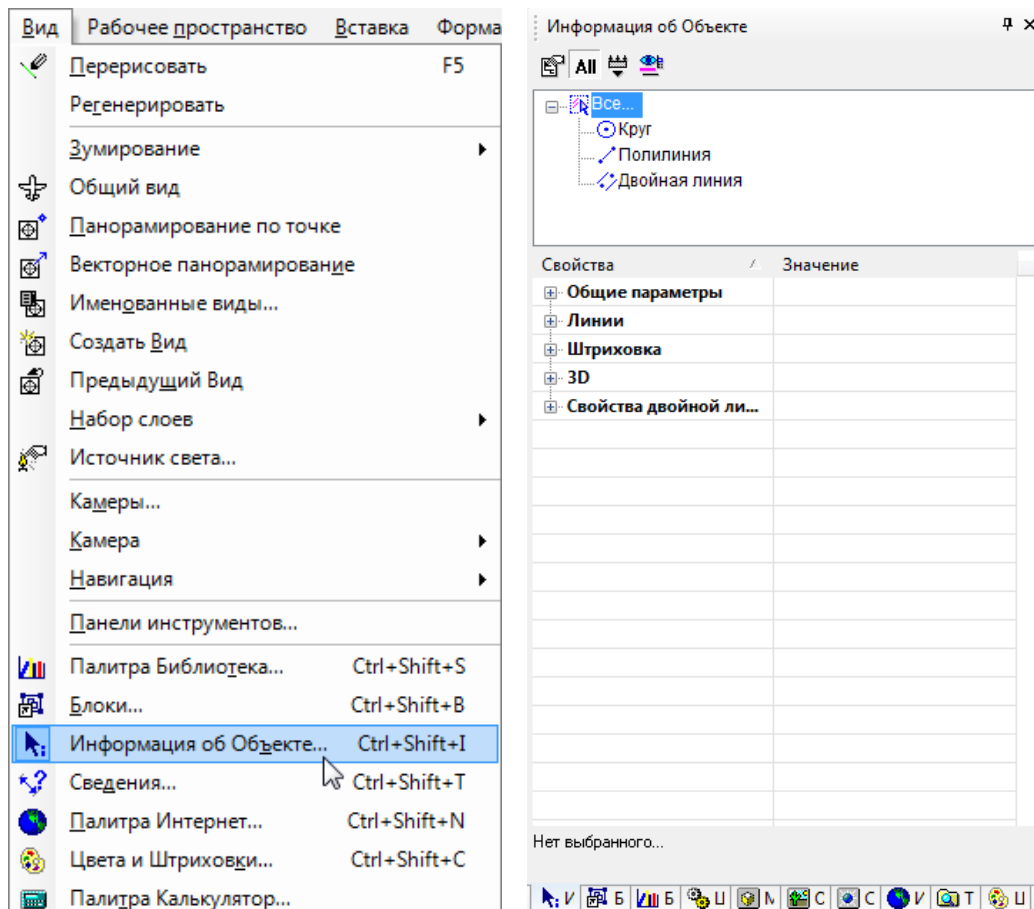 Вид Рабочее пространство Вставка Форма
Перерисовать F5
Регенерировать
Зумирование
Общий вид
Панорамирование по точке
Векторное панорамирование
Именованные виды...
Создать Вид
Предыдущий Вид
Набор слоев
Источник света...
Камеры...
Камера
Навигация
Панели инструментов...
Палитра Библиотека... Ctrl+Shift+S
Блоки... Ctrl+Shift+B
Информация об Объекте... Ctrl+Shift+I
Сведения... Ctrl+Shift+T
Палитра Интернет... Ctrl+Shift+N
Цвета и Штриховки... Ctrl+Shift+C
Палитра Калькулятор...
Информация об Объекте
All
Все...
Круг
Полилиния
Двойная линия
Свойства Значение
Общие параметры
Линии
Штриховка
3D
Свойства двойной ли...
Нет выбранного...
И Б Б С С И Т